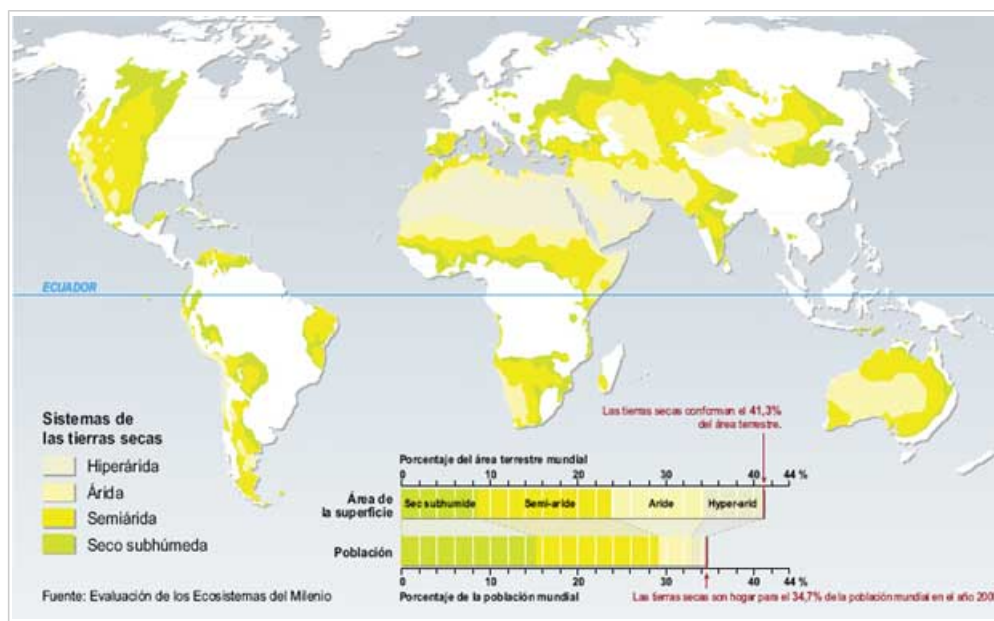 ECUADOR
Sistemas de
las tierras secas
Hiperárida
Árida
Semiárida
Seco subhúmeda
Fuente: Evaluación de los Ecosistemas del Milenio
Las tierras secas conforman el 41,3%
del área terrestre.
Porcentaje del área terrestre mundial
0 10 20 30 40 44 %
Área de
la superficie
Sec subhumide Semi-aride Aride Hyper-arid
Población
0 10 20 30 40 44 %
Porcentaje de la población mundial
Las tierras secas son hogar para el 34,7% de la población mundial en el año